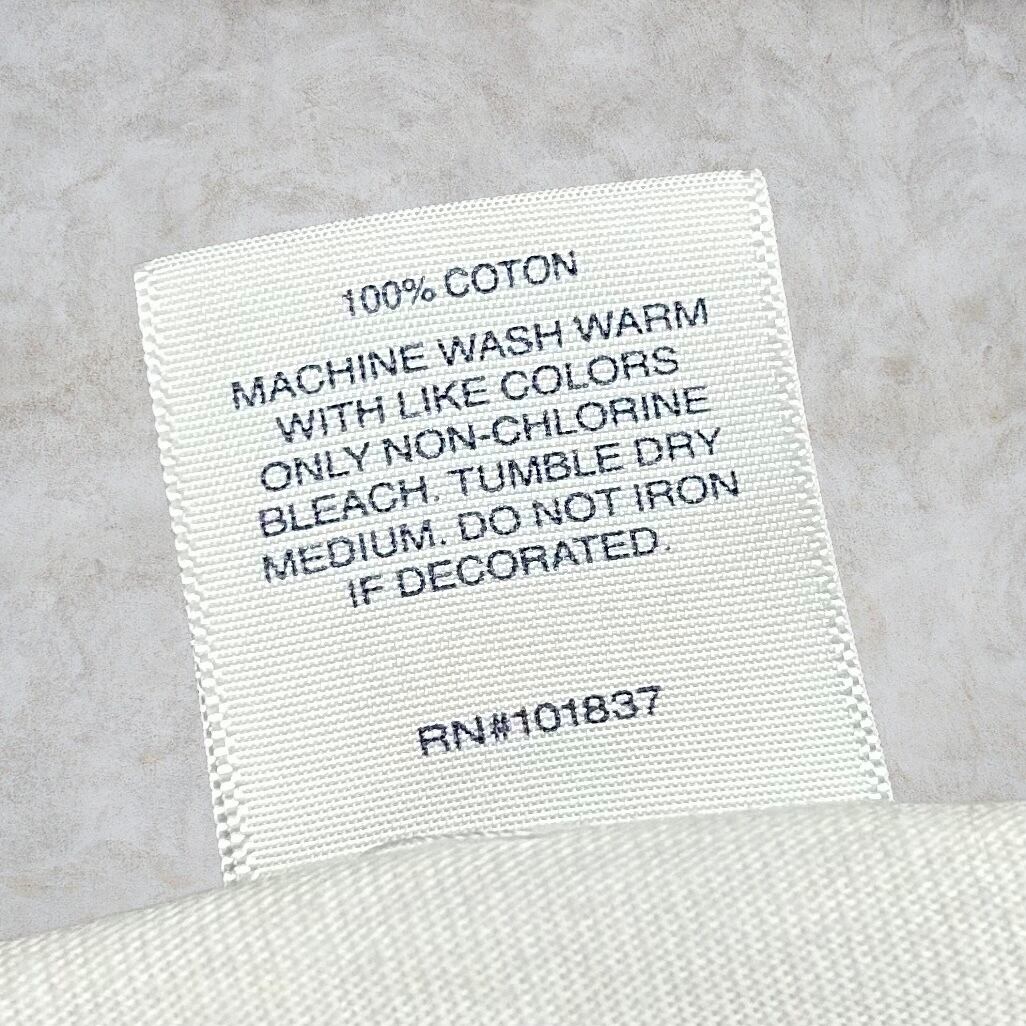 100% COTON
MACHINE WASH WARM
WITH LIKE COLORS
ONLY NON-CHLORINE
BLEACH. TUMBLE DRY
MEDIUM. DO NOT IRON
IF DECORATED.
RN#101837